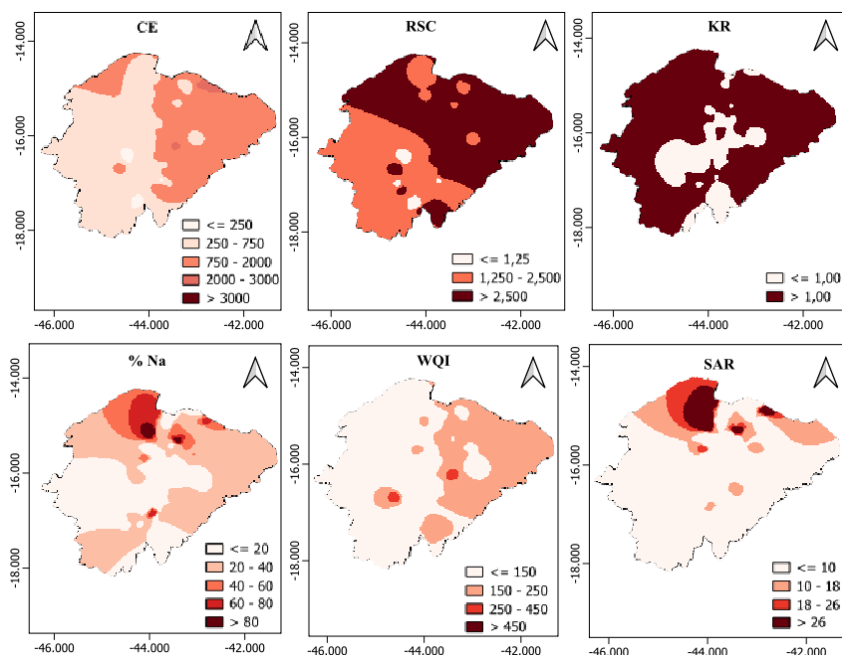 CE
-14.000
-16.000
-18.000
<= 250
250 - 750
750 - 2000
2000 - 3000
> 3000
-46.000
-44.000
-42.000
RSC
-14.000
-16.000
-18.000
<= 1,25
1,250 - 2,500
> 2,500
-46.000
-44.000
-42.000
KR
-14.000
-16.000
-18.000
<= 1,00
> 1,00
-46.000
-44.000
-42.000
% Na
-14.000
-16.000
-18.000
<= 20
20 - 40
40 - 60
60 - 80
> 80
-46.000
-44.000
-42.000
WQI
-14.000
-16.000
-18.000
<= 150
150 - 250
250 - 450
> 450
-46.000
-44.000
-42.000
SAR
-14.000
-16.000
-18.000
<= 10
10 - 18
18 - 26
> 26
-46.000
-44.000
-42.000